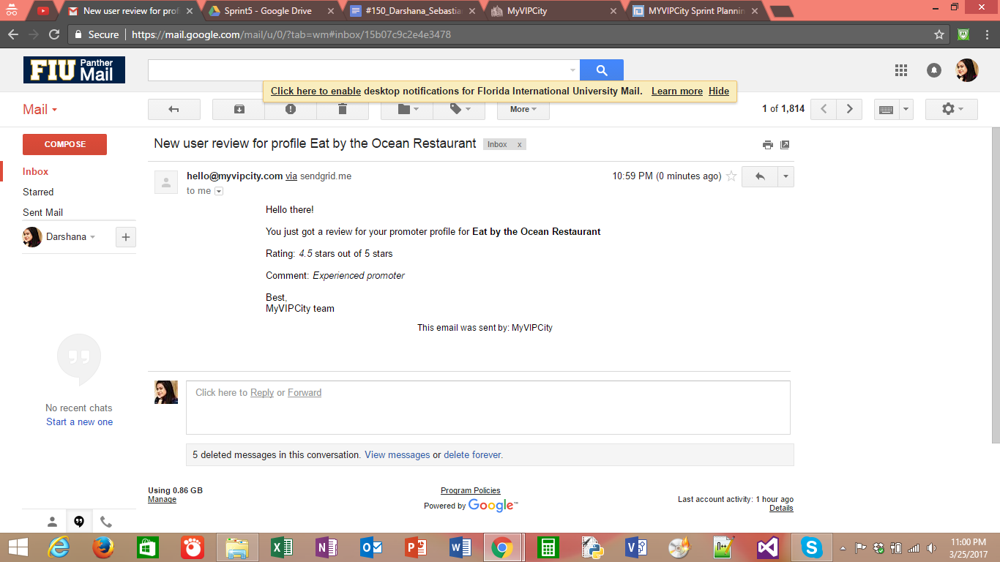 New user review for prof
Sprint5 - Google Drive
#150_Darshana_Sebastia
MyVIPCity
MYVIPCity Sprint Plannin
Secure
https://mail.google.com/mail/u/0/?tab=wm#inbox/15b07c9c2e4e3478
FIU Panther Mail
Click here to enable desktop notifications for Florida International University Mail. Learn more Hide
Mail
More
1 of 1,814
COMPOSE
Inbox
Starred
Sent Mail
Darshana
No recent chats
Start a new one
New user review for profile Eat by the Ocean Restaurant Inbox x
hello@myvipcity.com via sendgrid.me
10:59 PM (0 minutes ago)
to me
Hello there!
You just got a review for your promoter profile for Eat by the Ocean Restaurant
Rating: 4.5 stars out of 5 stars
Comment: Experienced promoter
Best,
MyVIPCity team
This email was sent by: MyVIPCity
Click here to Reply or Forward
5 deleted messages in this conversation. View messages or delete forever.
Using 0.86 GB
Manage
Program Policies
Powered by Google™
Last account activity: 1 hour ago
Details
11:00 PM
3/25/2017